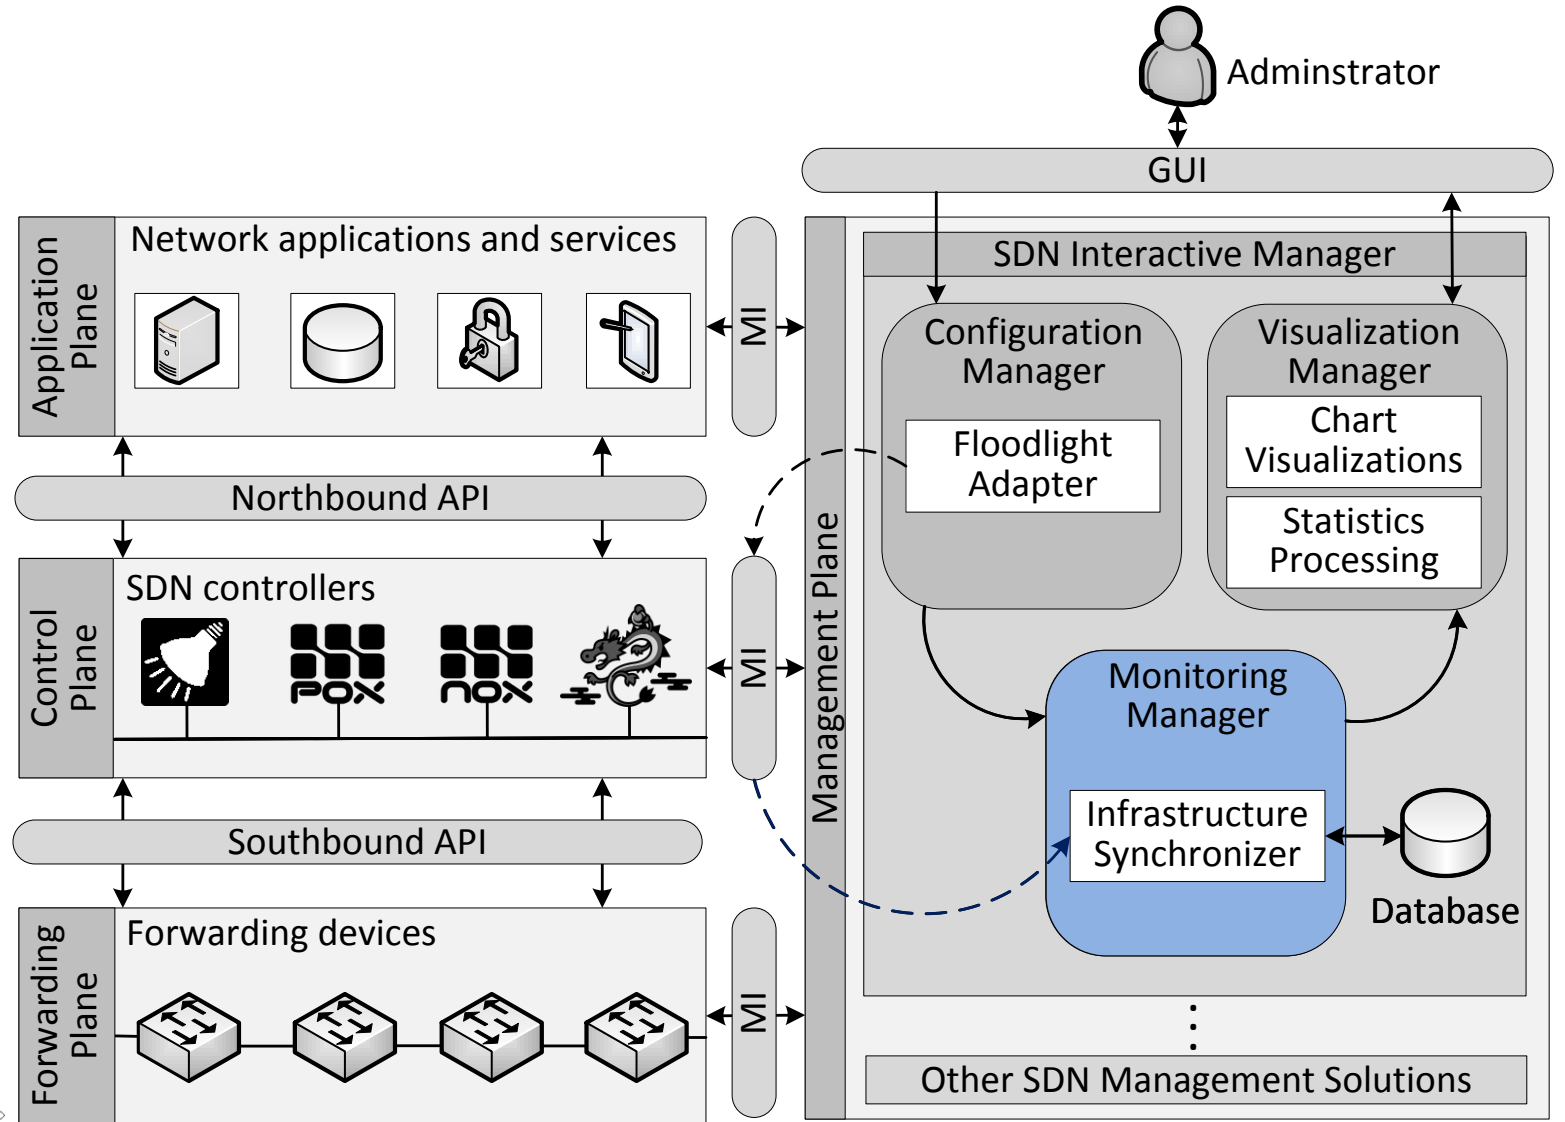 Adminstrator
GUI
Application
Plane
Network applications and services
MI
Northbound API
Control
Plane
SDN controllers
POX
nox
MI
Southbound API
Forwarding
Plane
Forwarding devices
MI
Management Plane
SDN Interactive Manager
Configuration
Manager
Floodlight
Adapter
Visualization
Manager
Chart
Visualizations
Statistics
Processing
Monitoring
Manager
Infrastructure
Synchronizer
Database
Other SDN Management Solutions